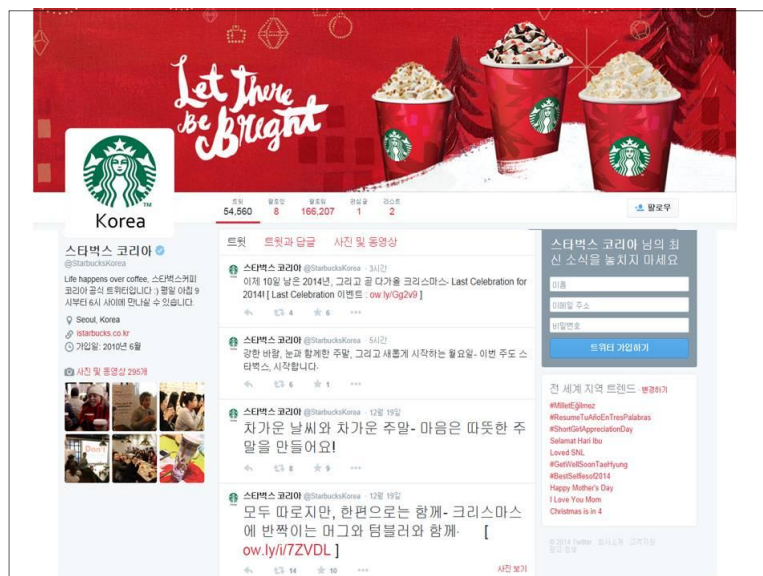 Let There
Be Bright
Korea
트윗
54,560
팔로잉
8
팔로워
166,207
관심글
1
리스트
2
팔로우
스타벅스 코리아
@StarbucksKorea
Life happens over coffee, 스타벅스커피
코리아 공식 트위터입니다 :) 평일 아침 9
시부터 6시 사이에 만나실 수 있습니다.
Seoul, Korea
istarbucks.co.kr
가입일: 2010년 6월
사진 및 동영상 295개
트윗 트윗과 답글 사진 및 동영상
스타벅스 코리아 @StarbucksKorea · 3시간
이제 10일 남은 2014년, 그리고 곧 다가올 크리스마스- Last Celebration for
2014! [ Last Celebration 이벤트 : ow.ly/Gg2v9 ]
4 6
스타벅스 코리아 @StarbucksKorea · 5시간
강한 바람, 눈과 함께한 주말, 그리고 새롭게 시작하는 월요일- 이번 주도 스
타벅스, 시작합니다·
6 1
스타벅스 코리아 @StarbucksKorea · 12월 19일
차가운 날씨와 차가운 주말- 마음은 따뜻한 주
말을 만들어요!
8 9
스타벅스 코리아 @StarbucksKorea · 12월 19일
모두 따로지만, 한편으로는 함께- 크리스마스
에 반짝이는 머그와 텀블러와 함께· [
ow.ly/i/7ZVDL ]
14 10 사진 보기
스타벅스 코리아 님의 최
신 소식을 놓치지 마세요
이름
이메일 주소
비밀번호
트위터 가입하기
전 세계 지역 트렌드 · 변경하기
#MilletEğilmez
#ResumeTuAñoEnTresPalabras
#ShortGirlAppreciationDay
Selamat Hari Ibu
Loved SNL
#GetWellSoonTaeHyung
#BestSelfiesof2014
Happy Mother's Day
I Love You Mom
Christmas is in 4
© 2014 Twitter 회사소개 고객지원